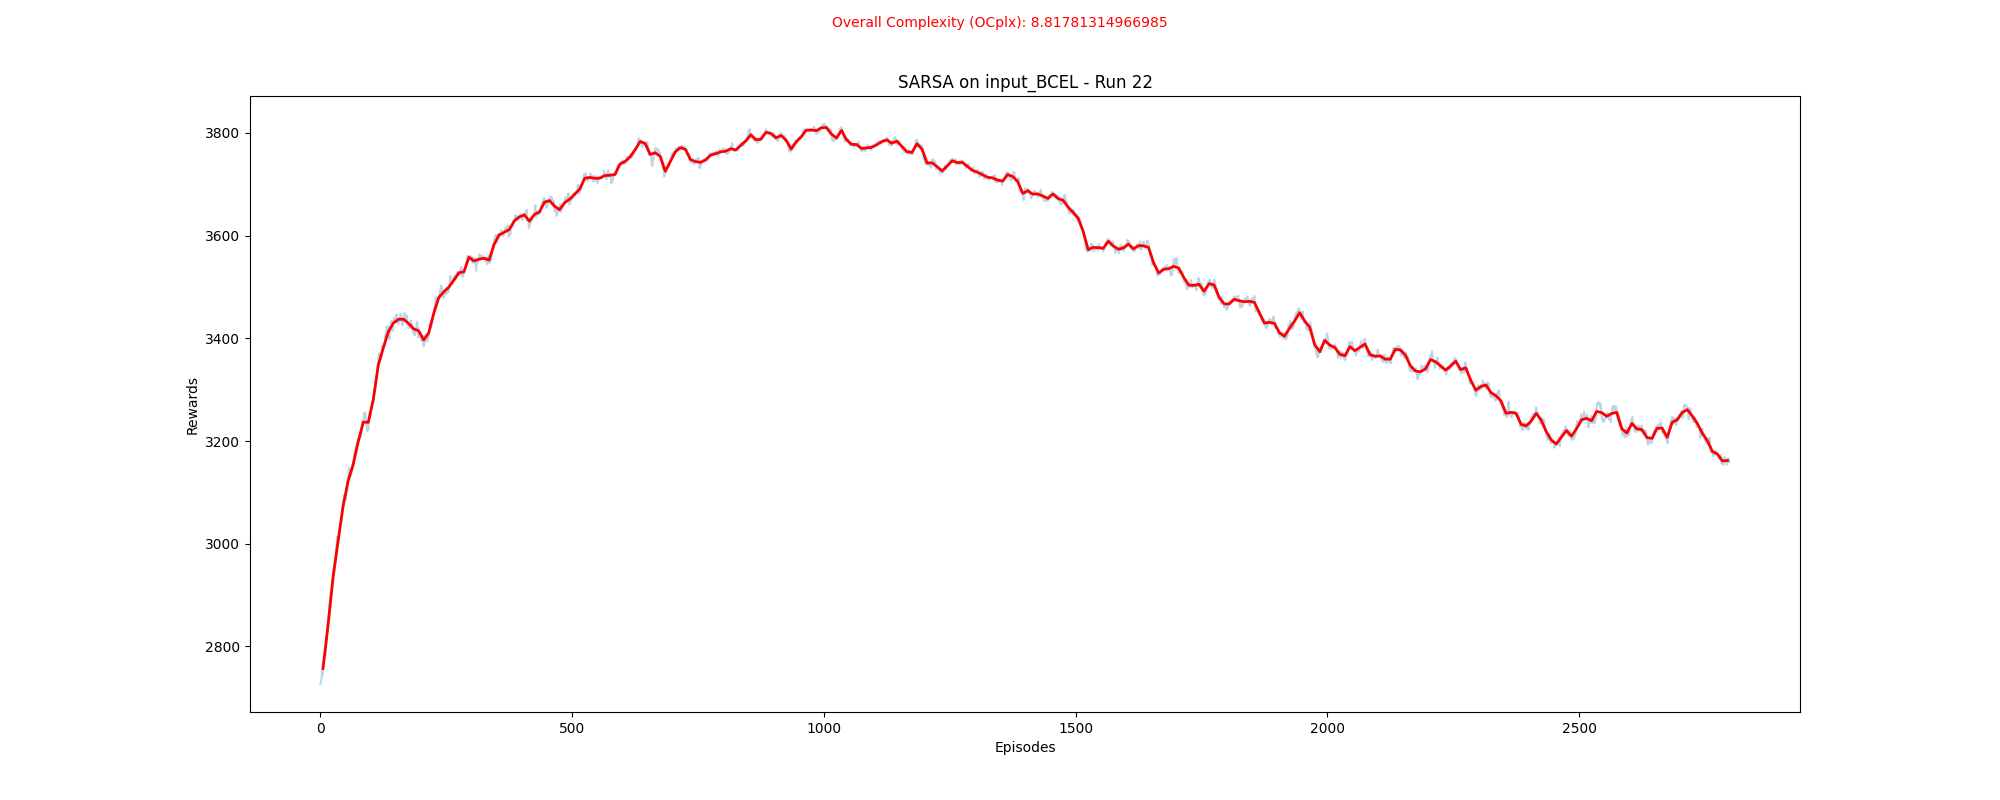 Overall Complexity (OCplx): 8.81781314966985
SARSA on input_BCEL - Run 22
Rewards
3800
3600
3400
3200
3000
2800
0 500 1000 1500 2000 2500
Episodes